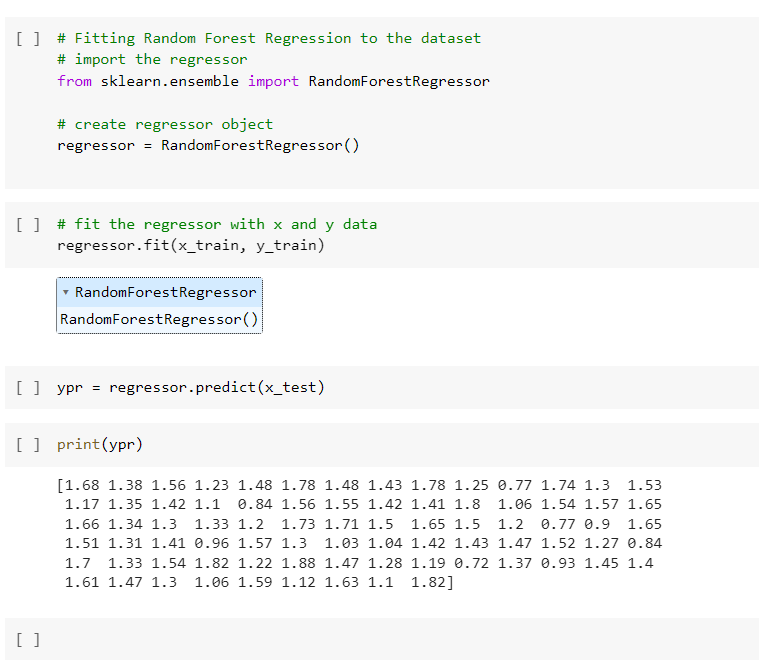 [ ] # Fitting Random Forest Regression to the dataset
# import the regressor
from sklearn.ensemble import RandomForestRegressor
# create regressor object
regressor = RandomForestRegressor()
[ ] # fit the regressor with x and y data
regressor.fit(x_train, y_train)
▾ RandomForestRegressor
RandomForestRegressor()
[ ] ypr = regressor.predict(x_test)
[ ] print(ypr)
[1.68 1.38 1.56 1.23 1.48 1.78 1.48 1.43 1.78 1.25 0.77 1.74 1.3  1.53
1.17 1.35 1.42 1.1  0.84 1.56 1.55 1.42 1.41 1.8  1.06 1.54 1.57 1.65
1.66 1.34 1.3  1.33 1.2  1.73 1.71 1.5  1.65 1.5  1.2  0.77 0.9  1.65
1.51 1.31 1.41 0.96 1.57 1.3  1.03 1.04 1.42 1.43 1.47 1.52 1.27 0.84
1.7  1.33 1.54 1.82 1.22 1.88 1.47 1.28 1.19 0.72 1.37 0.93 1.45 1.4
1.61 1.47 1.3  1.06 1.59 1.12 1.63 1.1  1.82]
[ ]